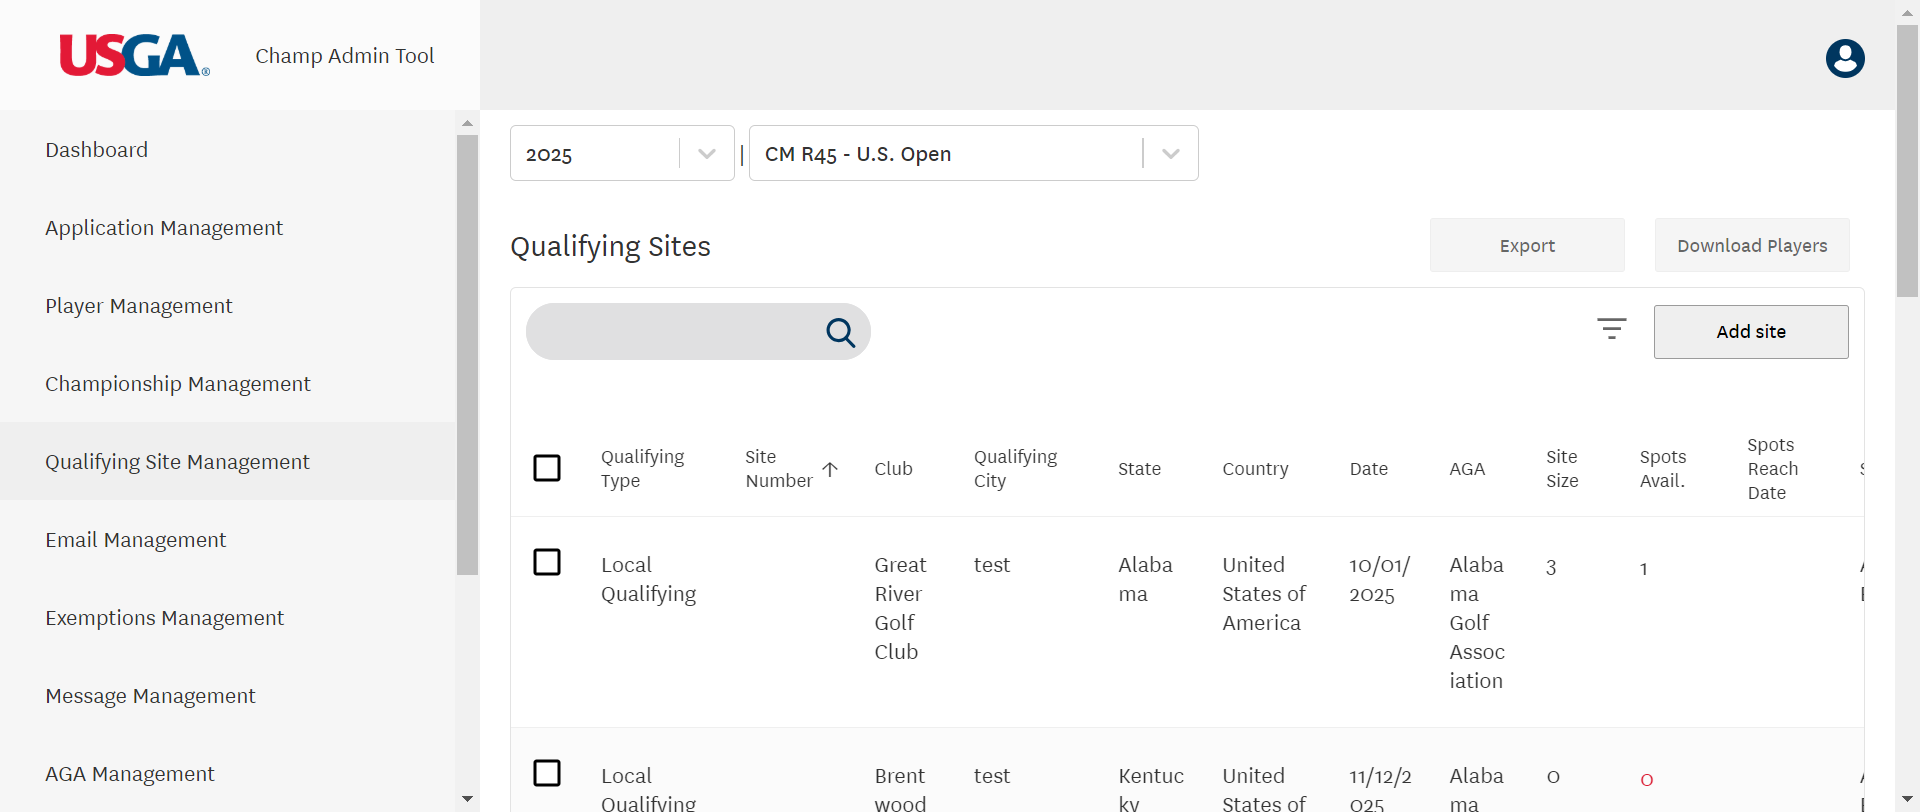 USGA®
Champ Admin Tool
Dashboard
Application Management
Player Management
Championship Management
Qualifying Site Management
Email Management
Exemptions Management
Message Management
AGA Management
2025 | CM R45 - U.S. Open
Qualifying Sites
Export
Download Players
Add site
Qualifying Type
Site Number
Club
Qualifying City
State
Country
Date
AGA
Site Size
Spots Avail.
Spots Reach Date
Local Qualifying
Great River Golf Club
test
Alabama
United States of America
10/01/2025
Alabama Golf Association
3
1
Local Qualifying
Brentwood
test
Kentucky
United States of
11/12/2025
Alabama
0
0